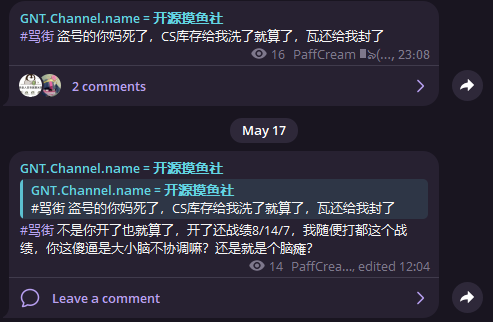 GNT.Channel.name = 开源摸鱼社
#骂街 盗号的你妈死了，CS库存给我洗了就算了，瓦还给我封了
16 PaffCream (..., 23:08
2 comments
May 17
GNT.Channel.name = 开源摸鱼社
GNT.Channel.name = 开源摸鱼社
#骂街 盗号的你妈死了，CS库存给我洗了就算了，瓦还给我封了
#骂街 不是你开了也就算了，开了还战绩8/14/7，我随便打都这个战
绩，你这傻逼是大小脑不协调嘛？还是就是个脑瘫？
14 PaffCrea..., edited 12:04
Leave a comment